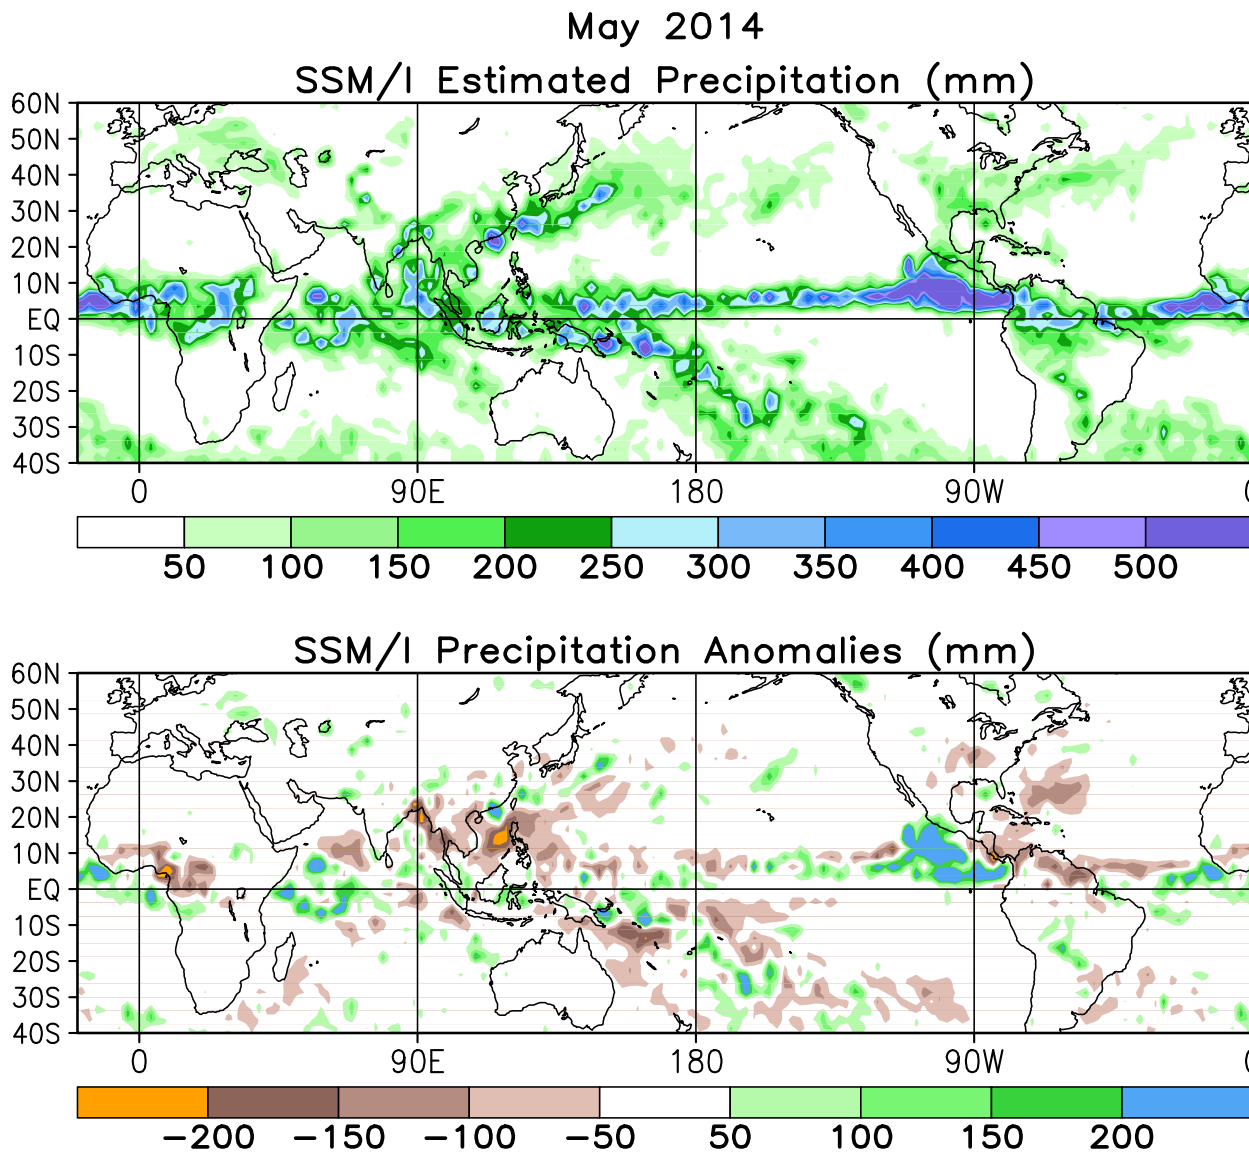 May 2014
SSM/I Estimated Precipitation (mm)
60N
50N
40N
30N
20N
10N
EQ
10S
20S
30S
40S
0 90E 180 90W
50 100 150 200 250 300 350 400 450 500
SSM/I Precipitation Anomalies (mm)
60N
50N
40N
30N
20N
10N
EQ
10S
20S
30S
40S
0 90E 180 90W
−200 −150 −100 −50 50 100 150 200